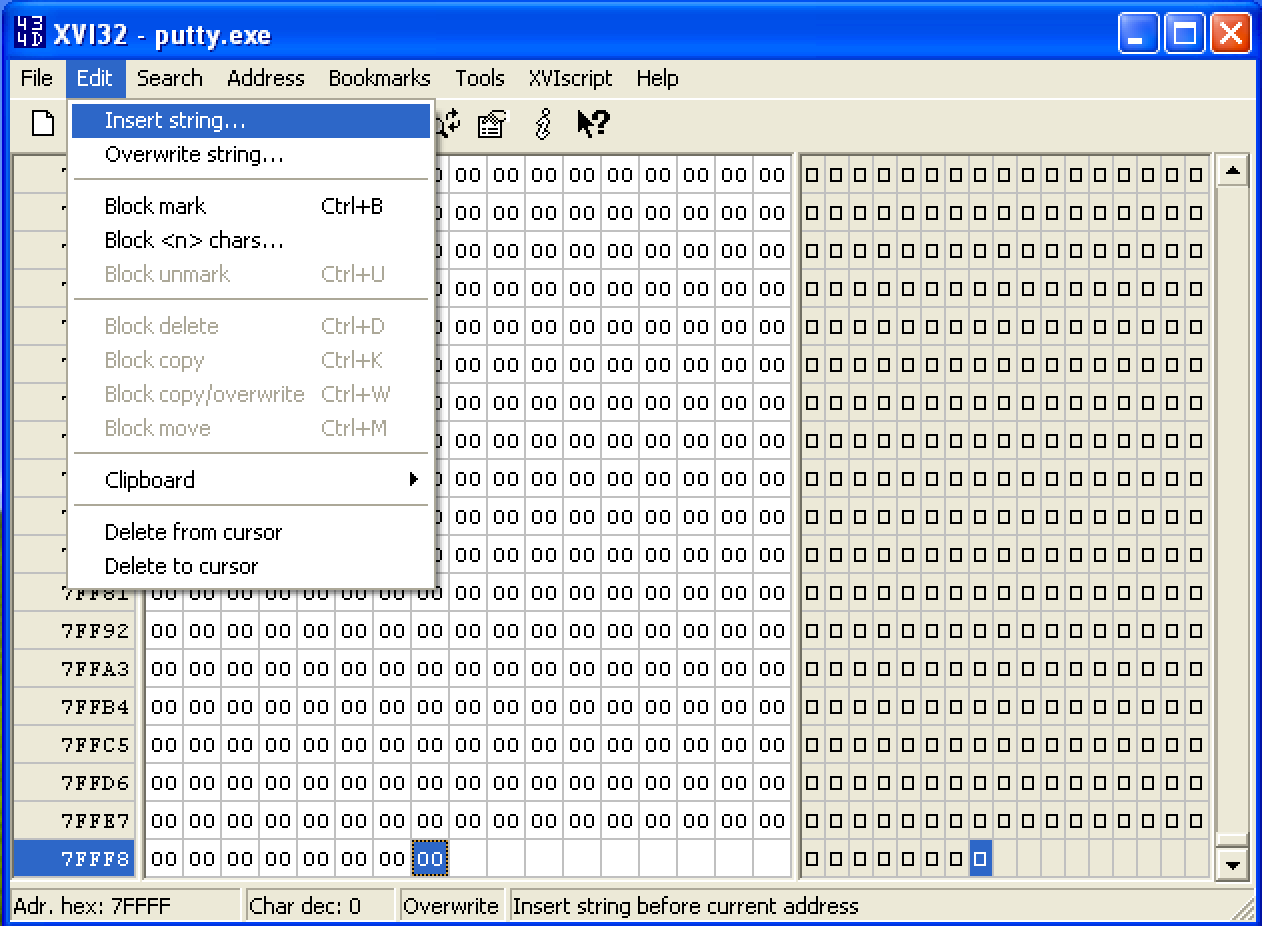 43
4D
XVI32 - putty.exe
File Edit Search Address Bookmarks Tools XVIscript Help
Insert string...
Overwrite string...
Block mark Ctrl+B
Block <n> chars...
Block unmark Ctrl+U
Block delete Ctrl+D
Block copy Ctrl+K
Block copy/overwrite Ctrl+W
Block move Ctrl+M
Clipboard
Delete from cursor
Delete to cursor
00 00 00 00 00 00 00 00 00
00 00 00 00 00 00 00 00 00
00 00 00 00 00 00 00 00 00
00 00 00 00 00 00 00 00 00
00 00 00 00 00 00 00 00 00
00 00 00 00 00 00 00 00 00
00 00 00 00 00 00 00 00 00
00 00 00 00 00 00 00 00 00
00 00 00 00 00 00 00 00 00
00 00 00 00 00 00 00 00 00
00 00 00 00 00 00 00 00 00
7FF81 00 00 00 00 00 00 00 00 00 00 00 00 00 00 00 00 00
7FF92 00 00 00 00 00 00 00 00 00 00 00 00 00 00 00 00 00
7FFA3 00 00 00 00 00 00 00 00 00 00 00 00 00 00 00 00 00
7FFB4 00 00 00 00 00 00 00 00 00 00 00 00 00 00 00 00 00
7FFC5 00 00 00 00 00 00 00 00 00 00 00 00 00 00 00 00 00
7FFD6 00 00 00 00 00 00 00 00 00 00 00 00 00 00 00 00 00
7FFE7 00 00 00 00 00 00 00 00 00 00 00 00 00 00 00 00 00
7FFF8 00 00 00 00 00 00 00 00
Adr. hex: 7FFFF Char dec: 0 Overwrite Insert string before current address